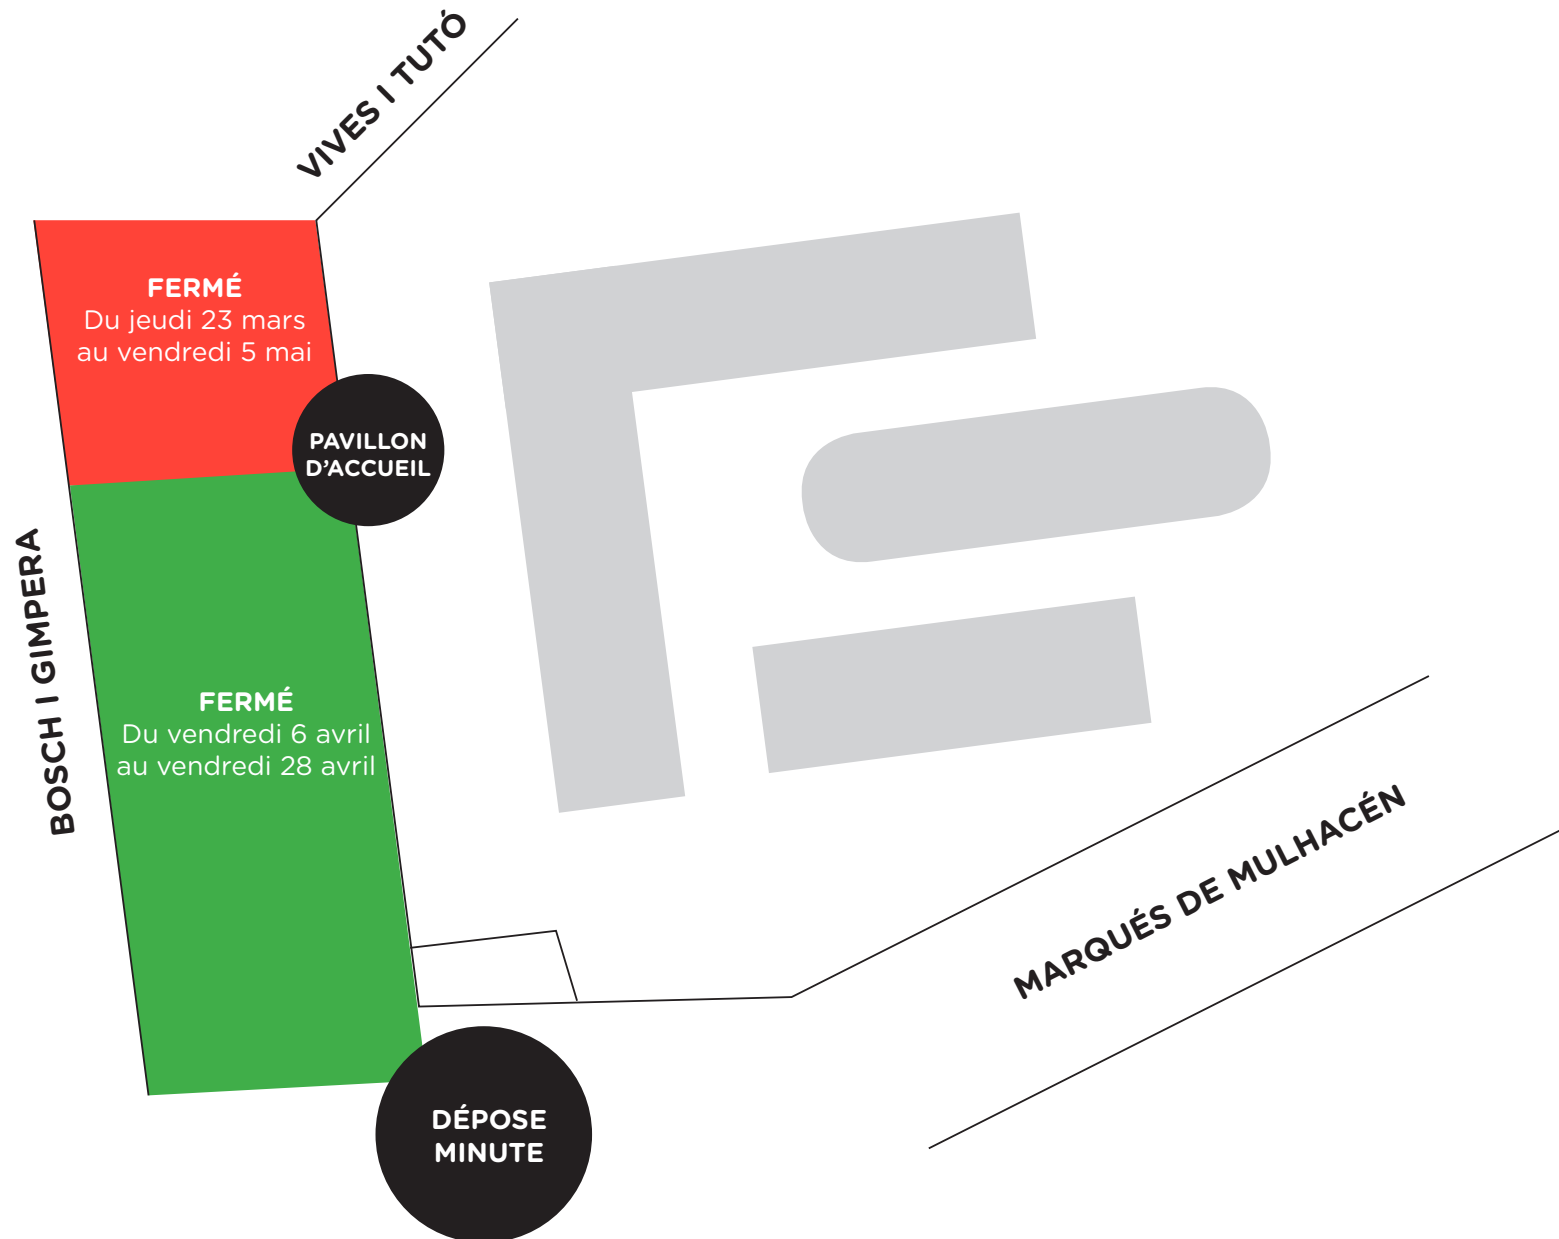 VIVES I TUTÓ
FERMÉ
Du jeudi 23 mars
au vendredi 5 mai
PAVILLON
D'ACCUEIL
BOSCH I GIMPERA
FERMÉ
Du vendredi 6 avril
au vendredi 28 avril
MARQUÉS DE MULHACÉN
DÉPOSE
MINUTE